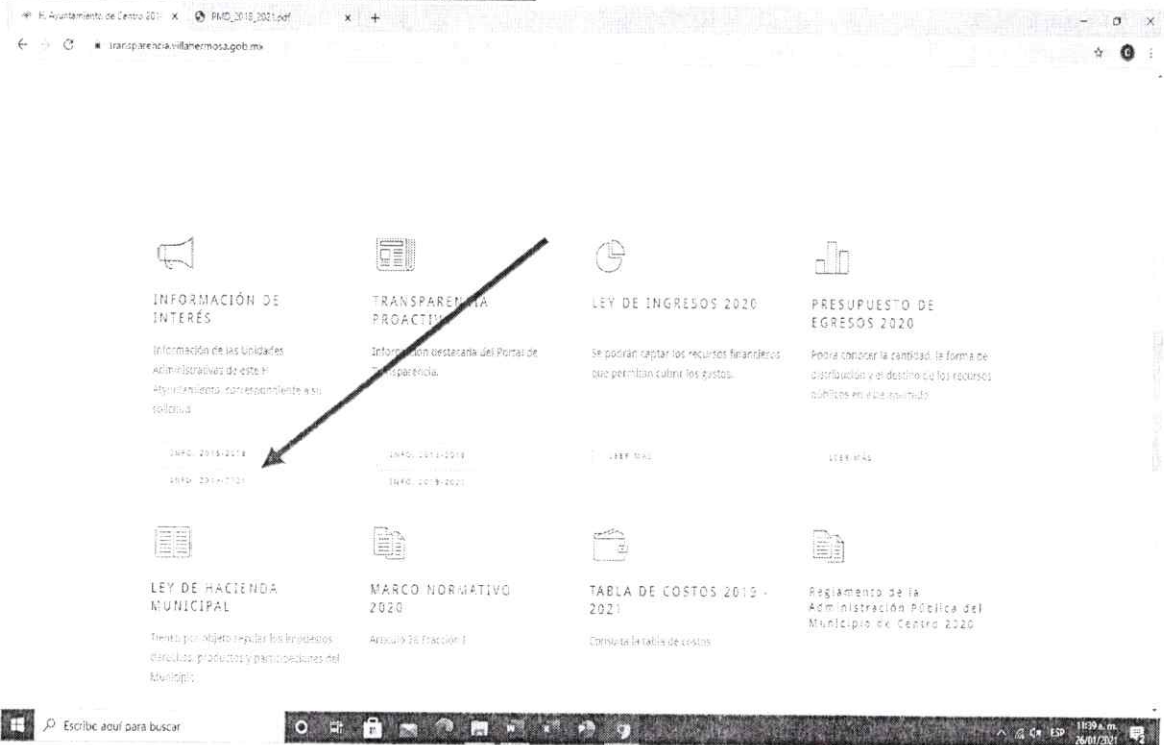 H. Ayuntamiento de Centro 201
PMD_2018_2021.pdf
transparencia.villahermosa.gob.mx
INFORMACIÓN DE
INTERÉS
Información de las Unidades
Administrativas de este H.
Ayuntamiento, correspondiente a su
solicitud
INFO. 2015-2018
INFO. 2018-2021
TRANSPARENCIA
PROACTIVA
Información destacada del Portal de
Transparencia.
INFO. 2015-2018
INFO. 2018-2021
LEY DE INGRESOS 2020
Se podrán captar los recursos financieros
que permitan cubrir los gastos.
LEER MÁS
PRESUPUESTO DE
EGRESOS 2020
Podrá conocer la cantidad, la forma de
distribución y el destino de los recursos
públicos en este apartado
LEER MÁS
LEY DE HACIENDA
MUNICIPAL
por objeto regular los
derechos, productos y participaciones del
Municipio
MARCO NORMATIVO
2020
Artículo 76 Fracción I
TABLA DE COSTOS 2019 -
2021
Consulta la tabla de costos
Reglamento de la
Administración Pública del
Municipio de Centro 2020
Escribe aquí para buscar
ESP
11:39 a. m.
26/01/2021